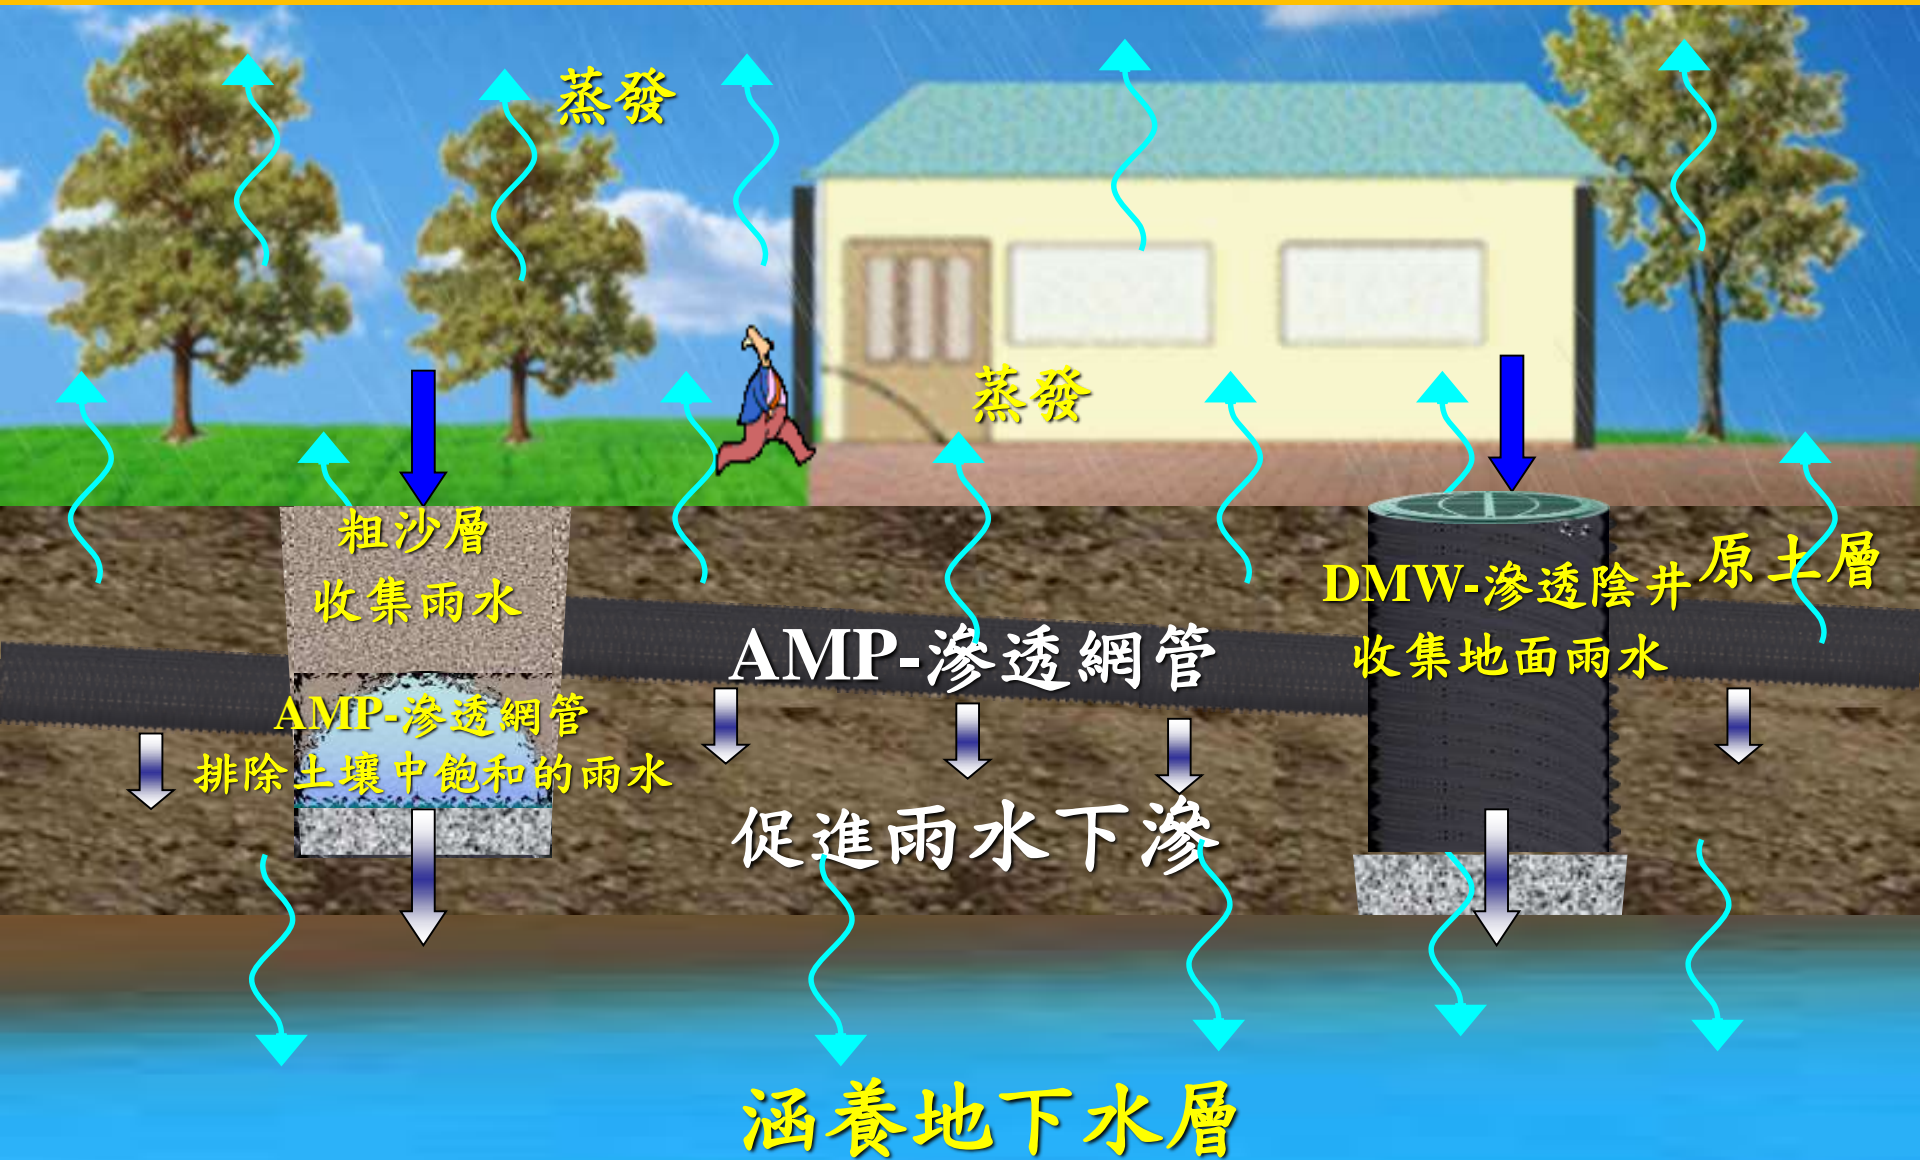 蒸發
蒸發
粗沙層
收集雨水
原土層
DMW-滲透陰井
收集地面雨水
AMP-滲透網管
AMP-滲透網管
排除土壤中飽和的雨水
促進雨水下滲
涵養地下水層